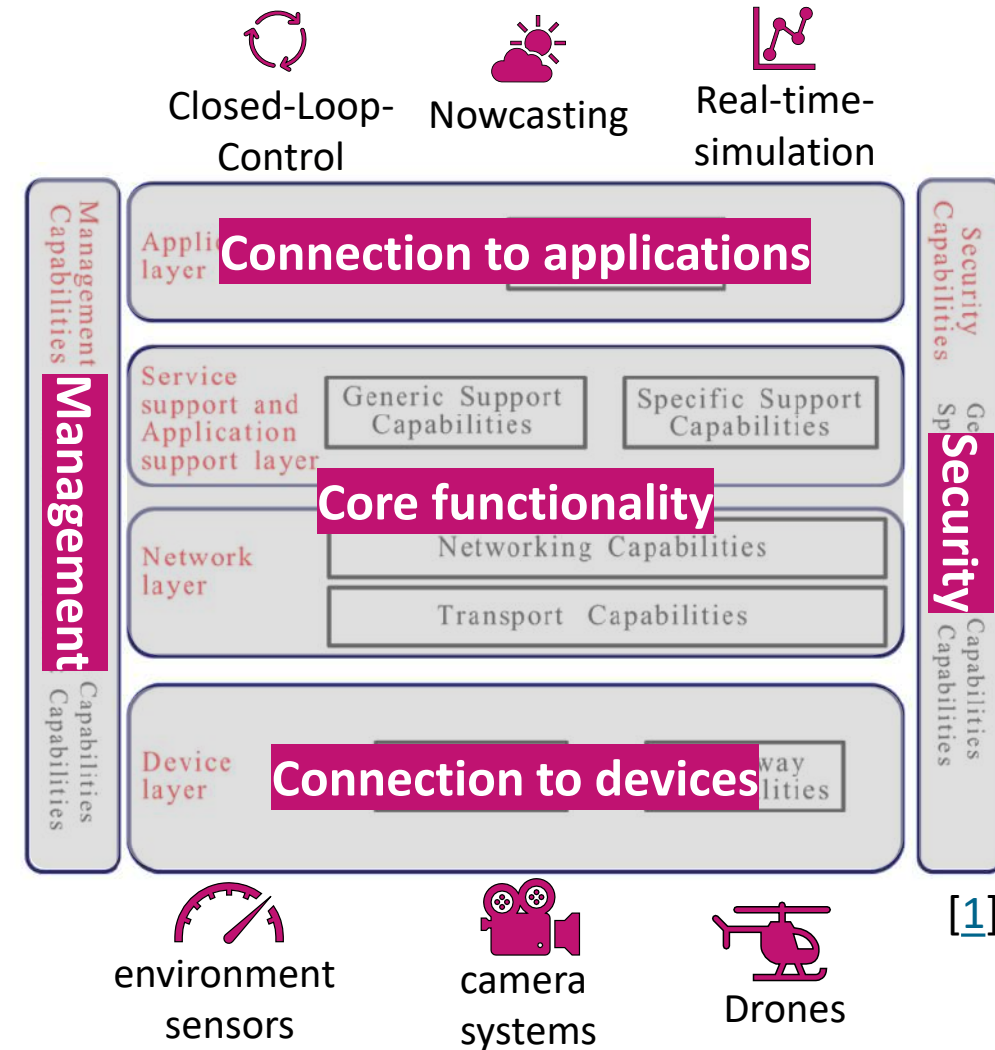 Closed-Loop-
Control
Nowcasting
Real-time-
simulation
Management
Capabilities
Management
Capabilities
Capabilities
layer
Connection to applications
Service
support and
Application
support layer
Generic Support
Capabilities
Specific Support
Capabilities
Core functionality
Network
layer
Networking Capabilities
Transport Capabilities
Device
layer
Connection to devices
Security
Capabilities
Security
Capabilities
Capabilities
[1]
environment
sensors
camera
systems
Drones